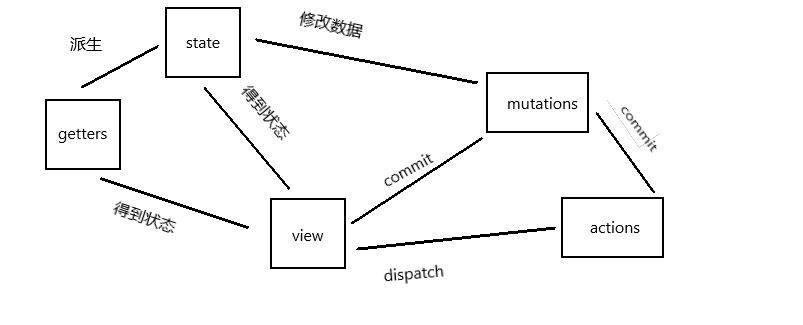 修改数据
派生
state
得到状态
mutations
getters
commit
commit
得到状态
view
actions
dispatch